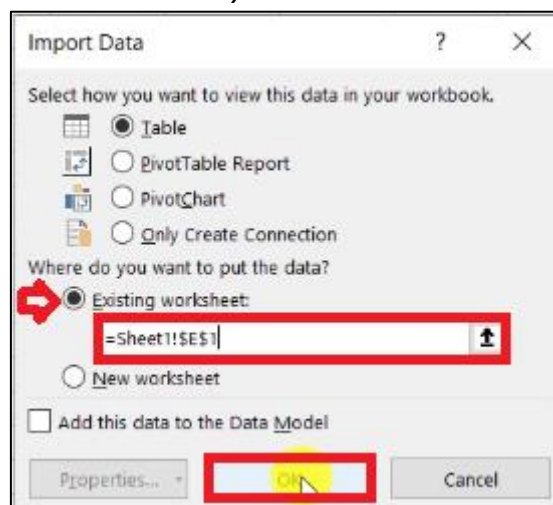 Import Data ?
Select how you want to view this data in your workbook.
Table
PivotTable Report
PivotChart
Only Create Connection
Where do you want to put the data?
Existing worksheet:
=Sheet1!$E$1
New worksheet
Add this data to the Data Model
Properties... OK Cancel